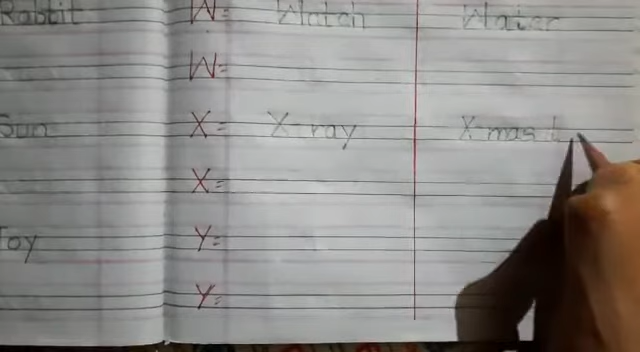 Rabbit W= Watch Water
W=
Sun X= X-ray X-mas t
X=
Toy Y=
Y=